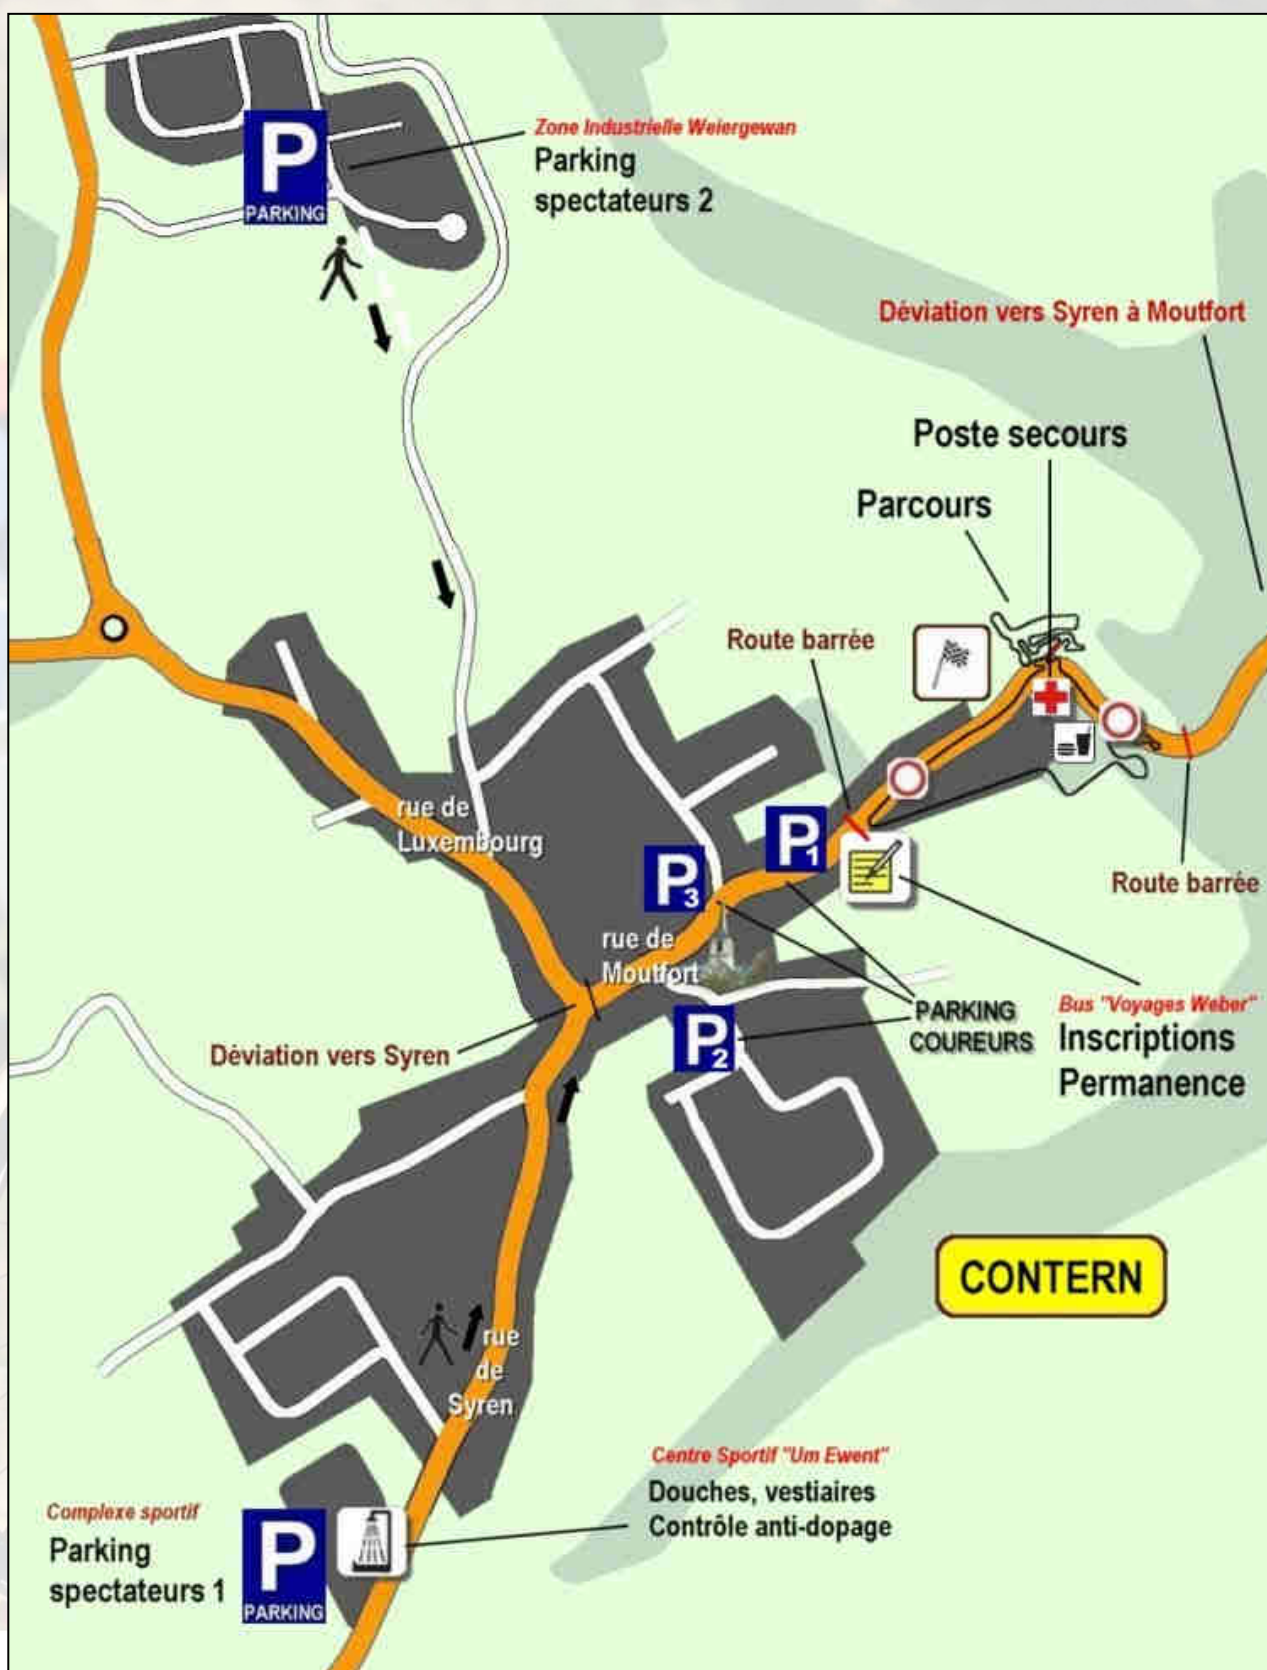 Zone Industrielle Weiergewan
Parking
spectateurs 2
P
PARKING
Déviation vers Syren à Moutfort
Poste secours
Parcours
Route barrée
rue de
Luxembourg
P1
P3
Route barrée
rue de
Moutfort
PARKING
COUREURS
Bus "Voyages Weber"
Inscriptions
Permanence
P2
Déviation vers Syren
CONTERN
rue
de
Syren
Centre Sportif "Um Ewent"
Douches, vestiaires
Contrôle anti-dopage
Complexe sportif
Parking
spectateurs 1
P
PARKING